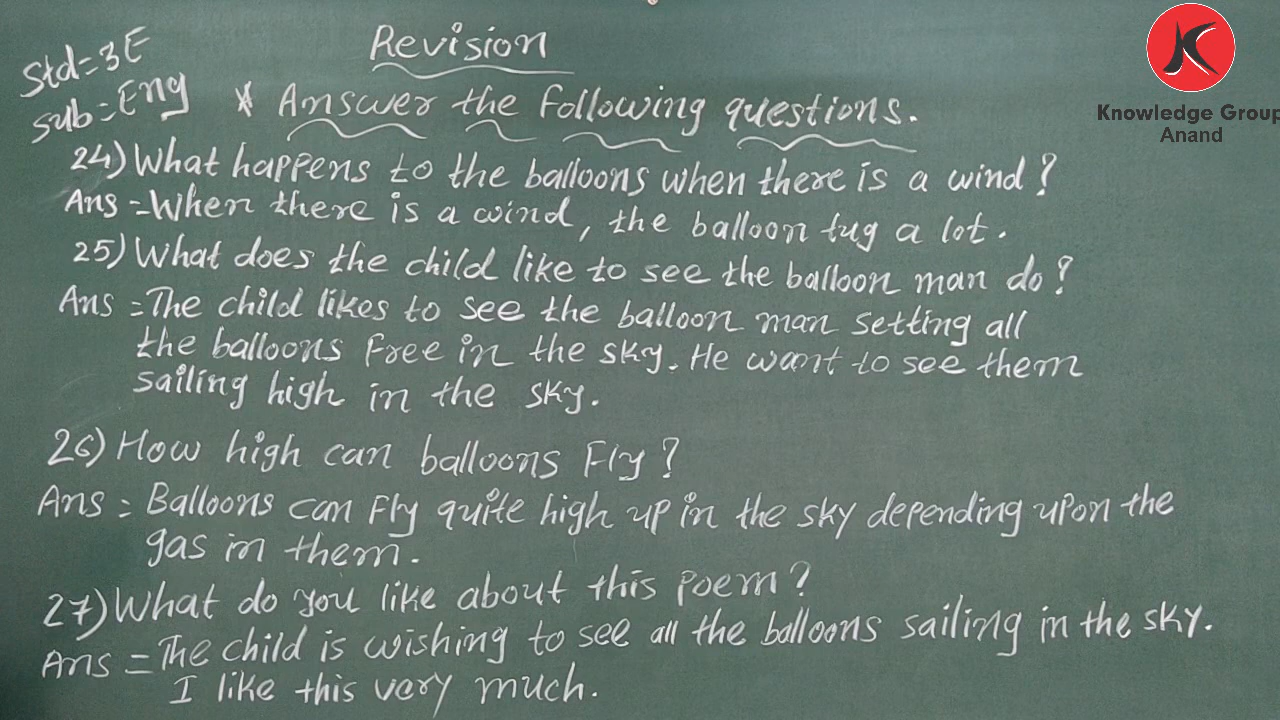 Revision
Std=3E
Sub=Eng
* Answer the following questions.
24) What happens to the balloons when there is a wind?
Ans =When there is a wind, the balloon tug a lot.
25) What does the child like to see the balloon man do?
Ans =The child likes to see the balloon man setting all
the balloons free in the sky. He want to see them
sailing high in the sky.
26) How high can balloons Fly?
Ans = Balloons can Fly quite high up in the sky depending upon the
gas in them.
27) What do you like about this poem?
Ans =The child is wishing to see all the balloons sailing in the sky.
I like this very much.
Knowledge Group
Anand